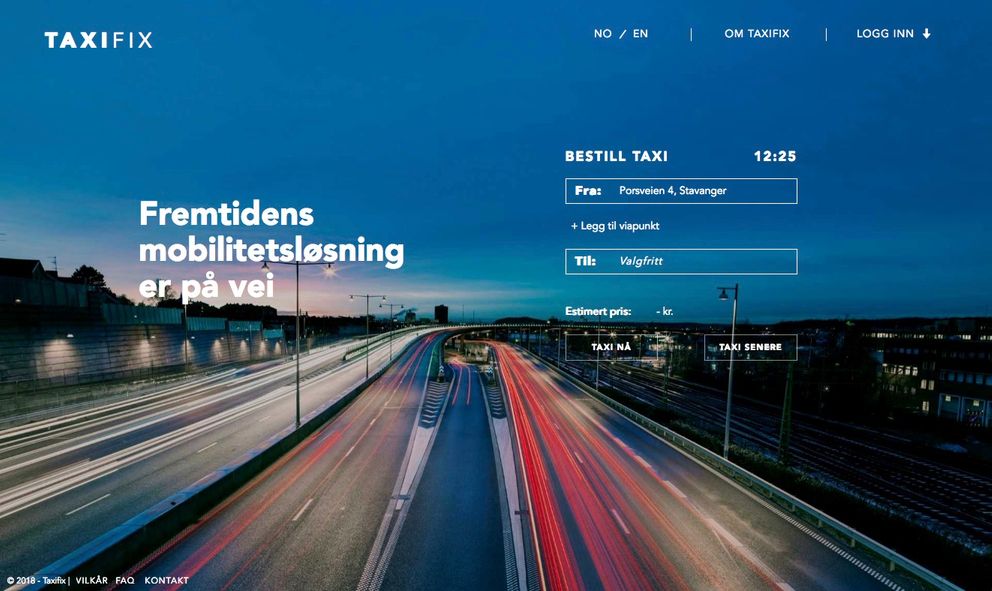 TAXIFIX
NO / EN
OM TAXIFIX
LOGG INN
BESTILL TAXI 12:25
Fra: Porsveien 4, Stavanger
+ Legg til viapunkt
Til: Valgfritt
Estimert pris: - kr.
TAXI NÅ
TAXI SENERE
Fremtidens
mobilitetsløsning
er på vei
© 2018 - Taxifix | VILKÅR FAQ KONTAKT